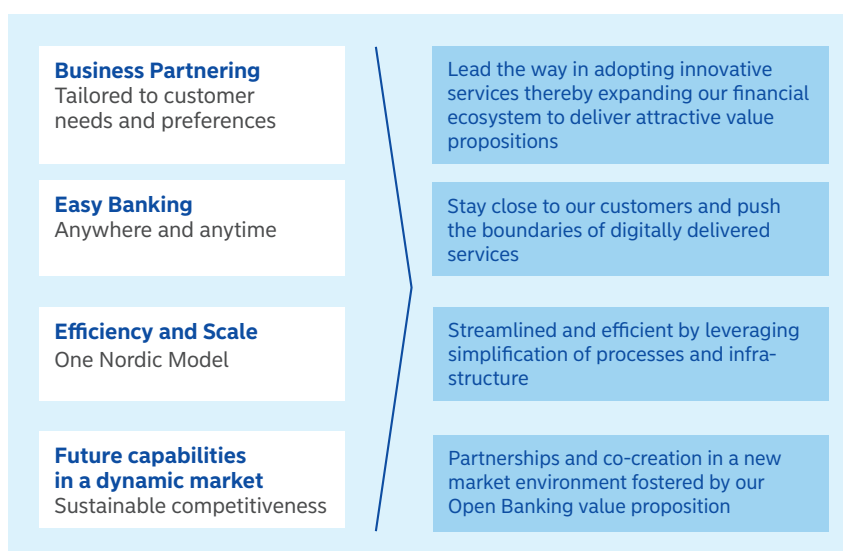 Business Partnering
Tailored to customer
needs and preferences
Lead the way in adopting innovative
services thereby expanding our financial
ecosystem to deliver attractive value
propositions
Easy Banking
Anywhere and anytime
Stay close to our customers and push
the boundaries of digitally delivered
services
Efficiency and Scale
One Nordic Model
Streamlined and efficient by leveraging
simplification of processes and infra-
structure
Future capabilities
in a dynamic market
Sustainable competitiveness
Partnerships and co-creation in a new
market environment fostered by our
Open Banking value proposition